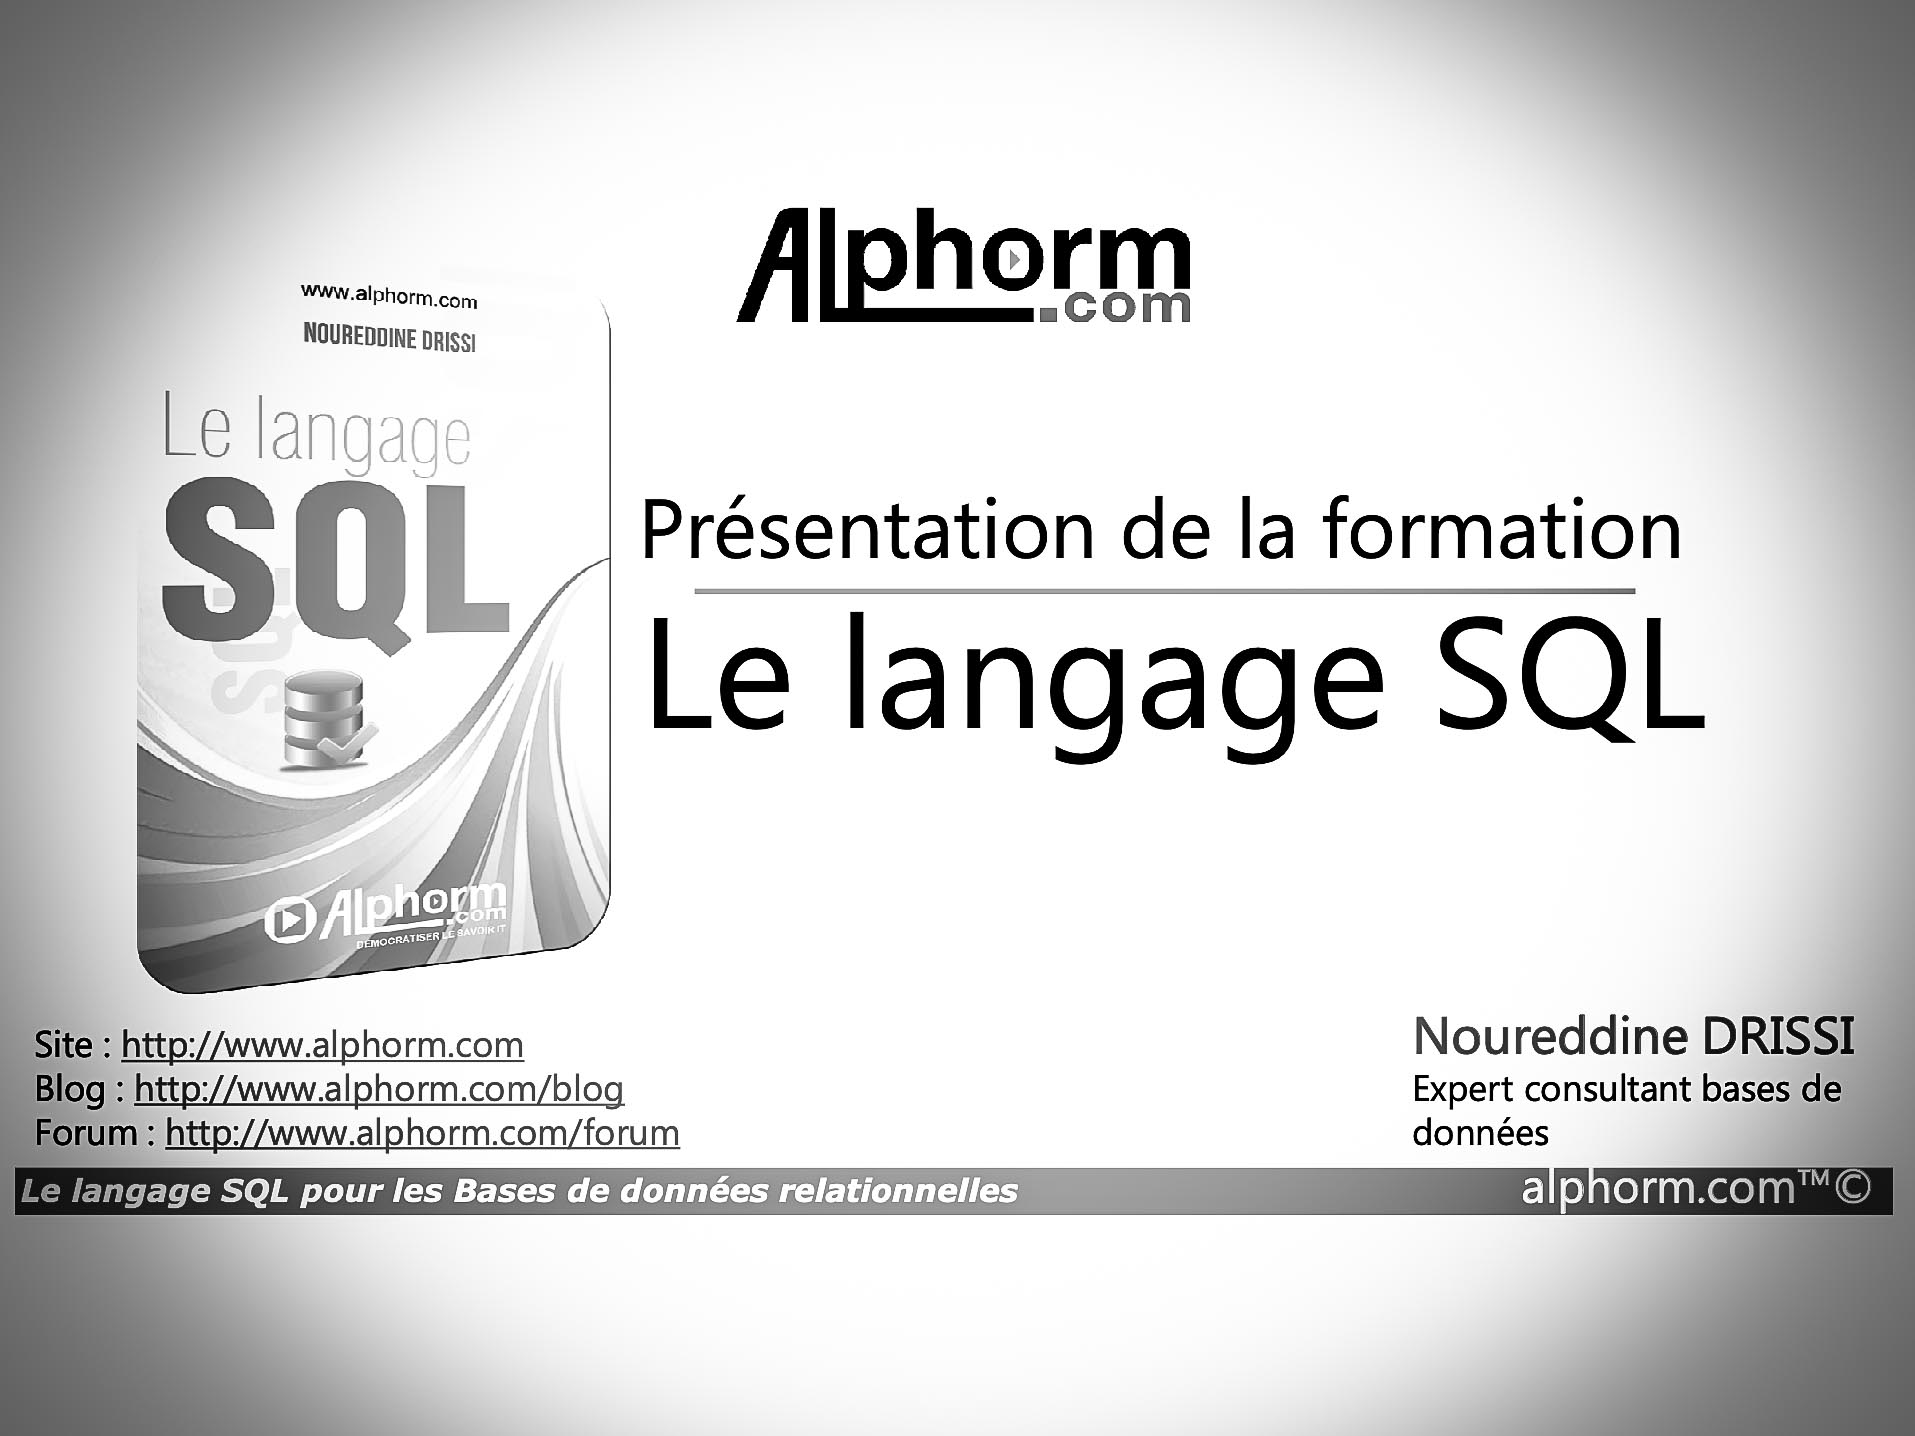 Alphorm
.com
www.alphorm.com
NOUREDDINE DRISSI
Le langage
SQL
SQL
Alphorm
.com
DÉMOCRATISER LE SAVOIR IT
Présentation de la formation
Le langage SQL
Site : http://www.alphorm.com
Blog : http://www.alphorm.com/blog
Forum : http://www.alphorm.com/forum
Noureddine DRISSI
Expert consultant bases de
données
Le langage SQL pour les Bases de données relationnelles
alphorm.com™©